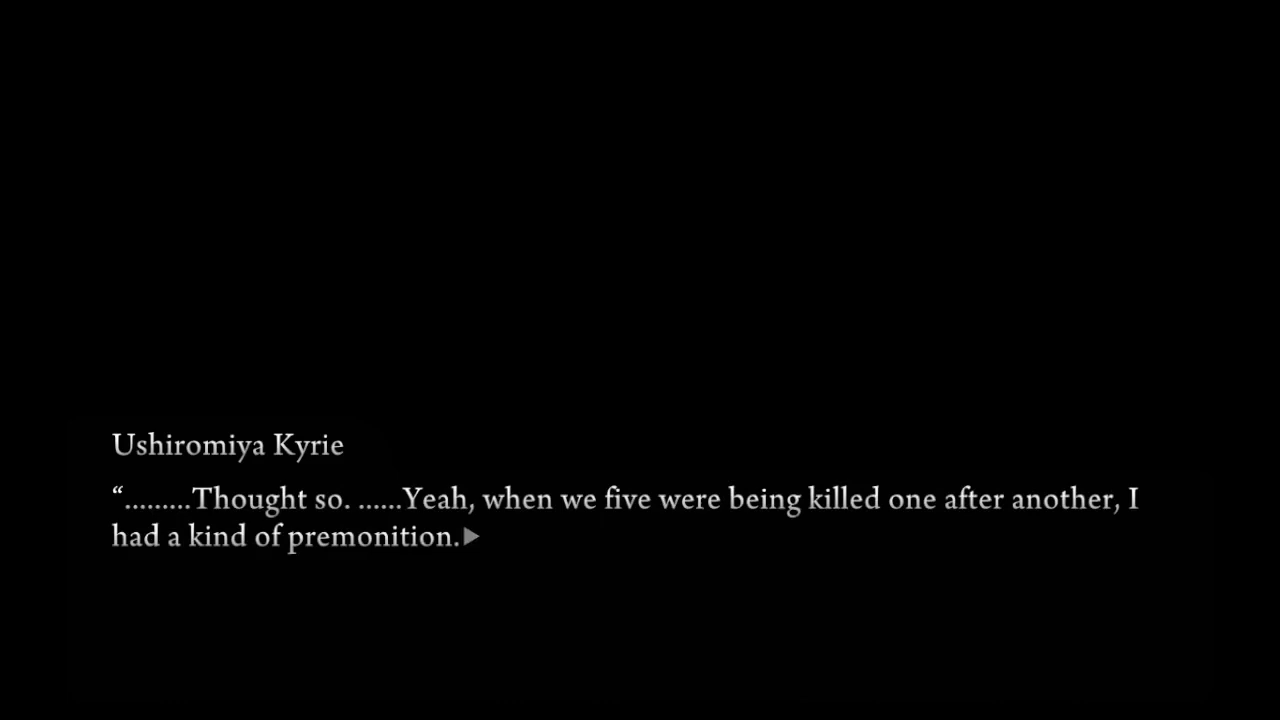 Ushiromiya Kyrie
“.........Thought so. ......Yeah, when we five were being killed one after another, I
had a kind of premonition.